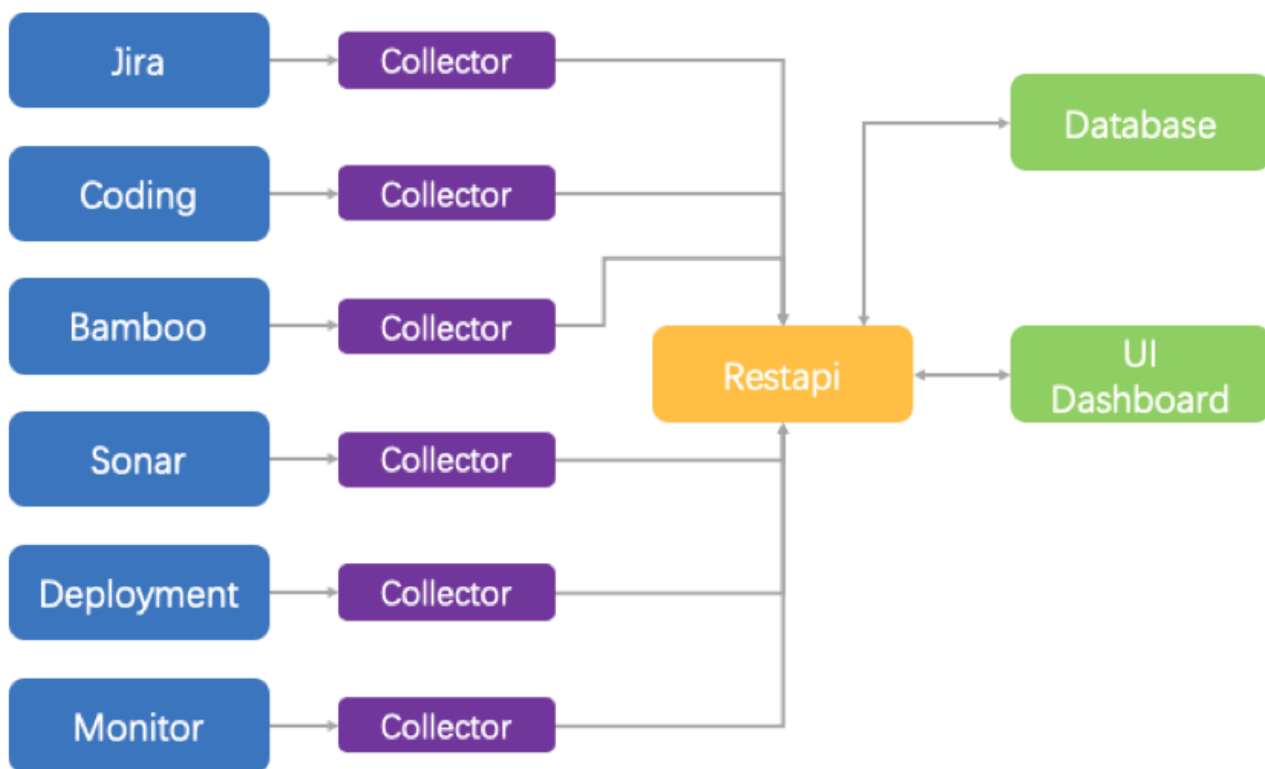 Jira
Collector
Coding
Collector
Bamboo
Collector
Sonar
Collector
Deployment
Collector
Monitor
Collector
Restapi
Database
UI
Dashboard